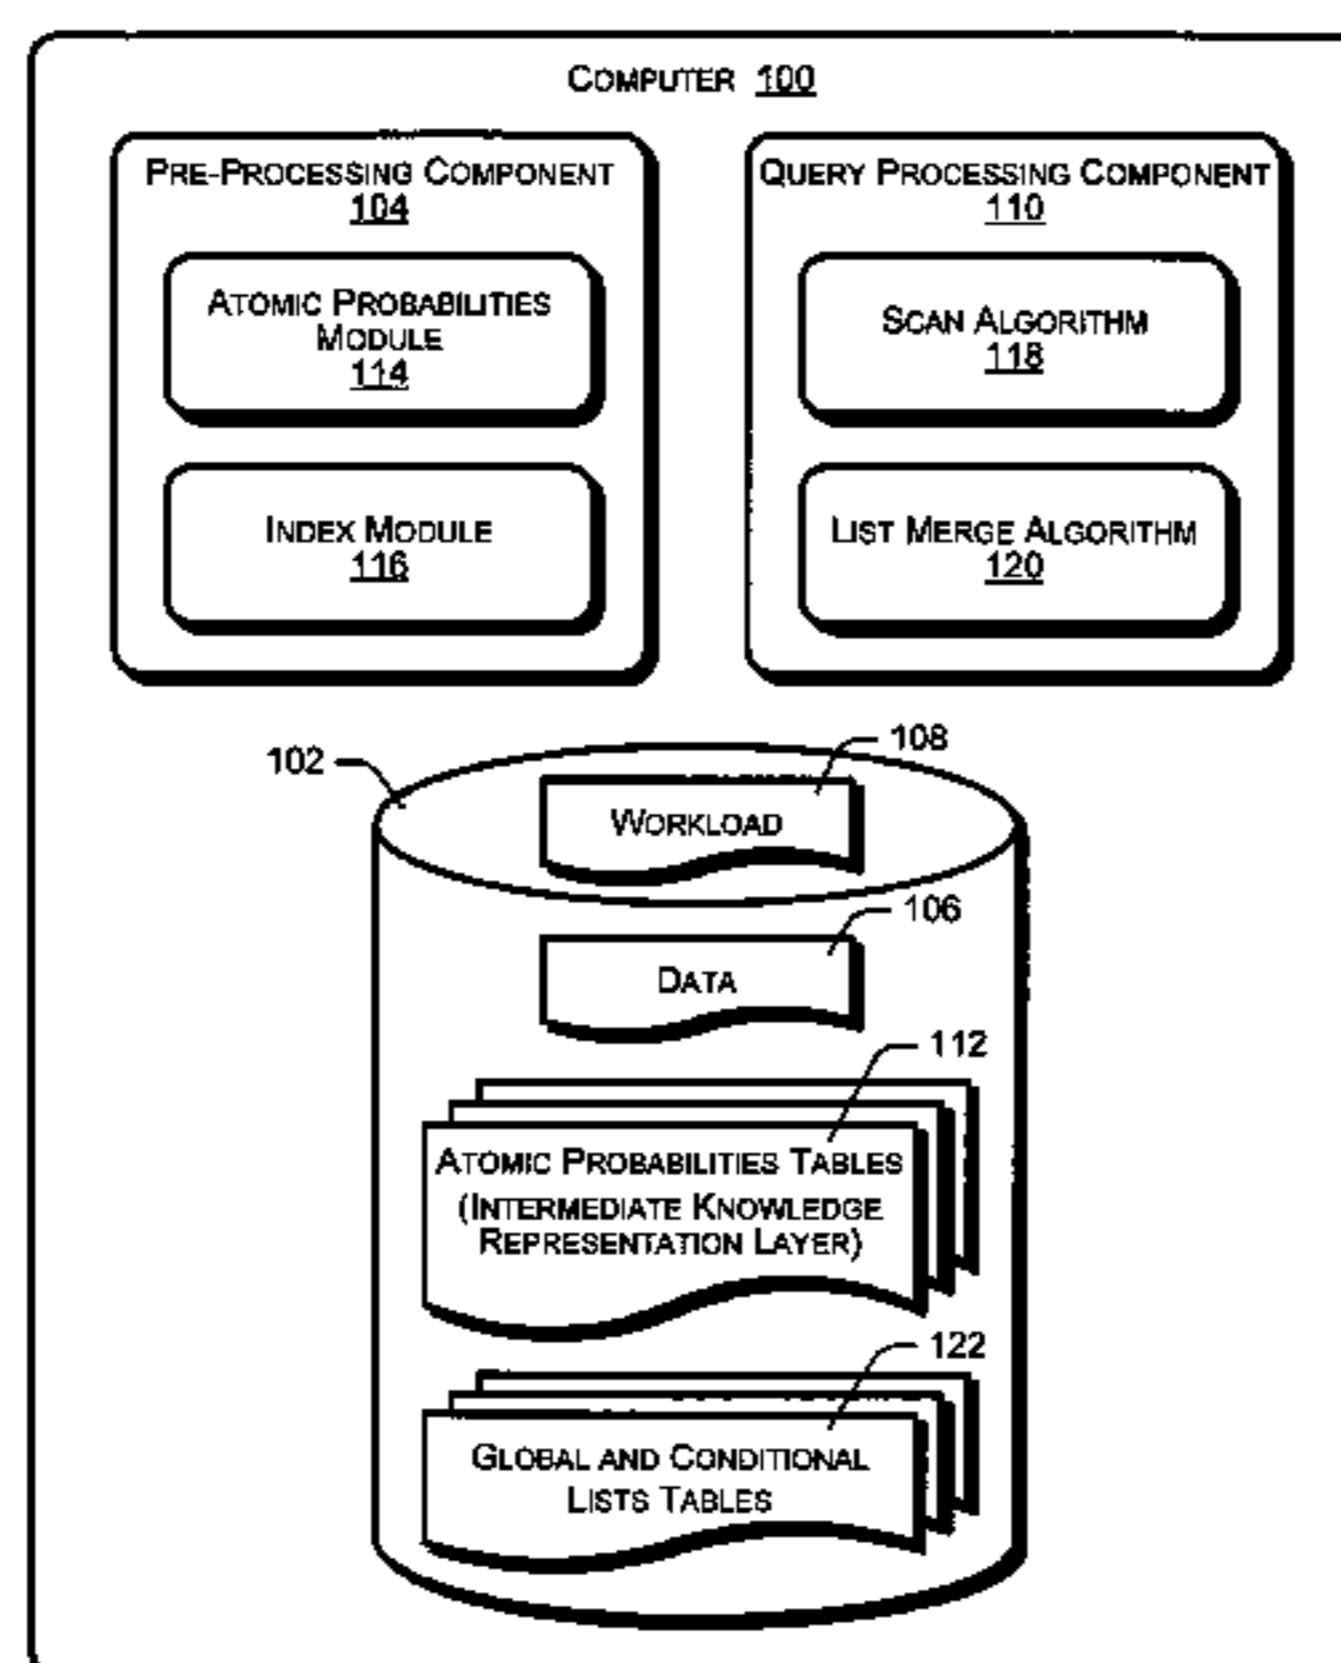 COMPUTER 100
PRE-PROCESSING COMPONENT
104
ATOMIC PROBABILITIES
MODULE
114
INDEX MODULE
116
QUERY PROCESSING COMPONENT
110
SCAN ALGORITHM
118
LIST MERGE ALGORITHM
120
102
108
WORKLOAD
106
DATA
112
ATOMIC PROBABILITIES TABLES
(INTERMEDIATE KNOWLEDGE
REPRESENTATION LAYER)
122
GLOBAL AND CONDITIONAL
LISTS TABLES